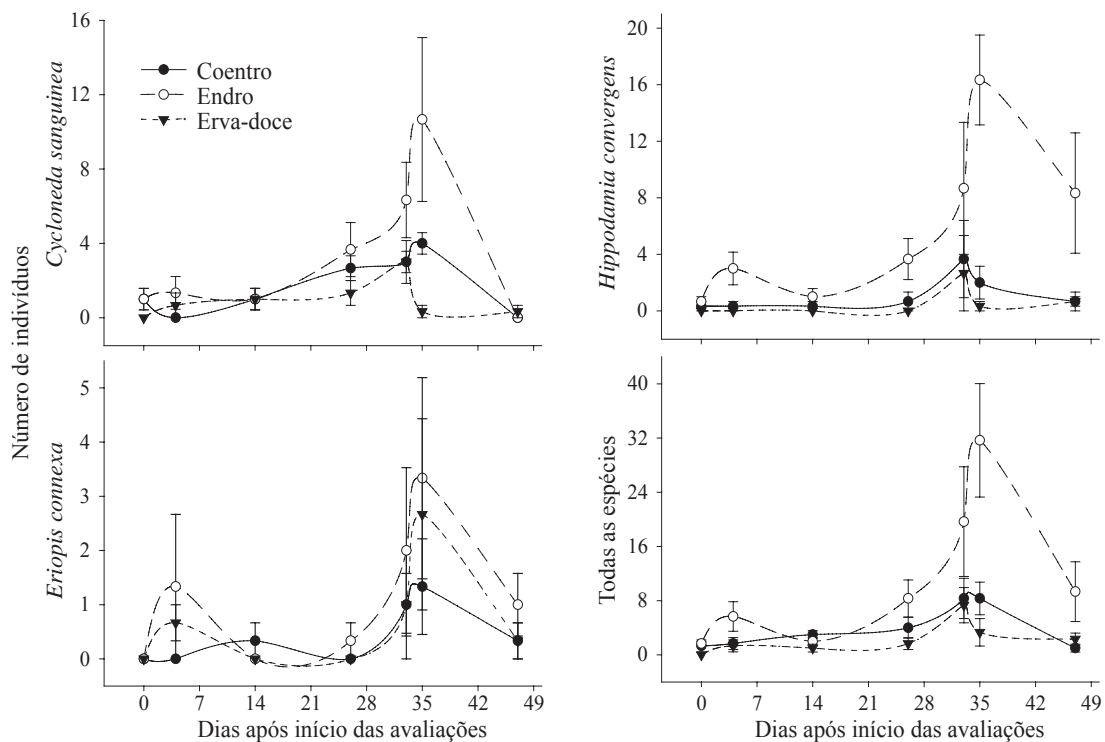 Número de indivíduos
Cycloneda sanguinea
16
12
8
4
0
Coentro
Endro
Erva-doce
Hippodamia convergens
20
16
12
8
4
0
Eriopis connexa
5
4
3
2
1
0
0 7 14 21 28 35 42 49
Dias após início das avaliações
Todas as espécies
40
32
24
16
8
0
0 7 14 21 28 35 42 49
Dias após início das avaliações